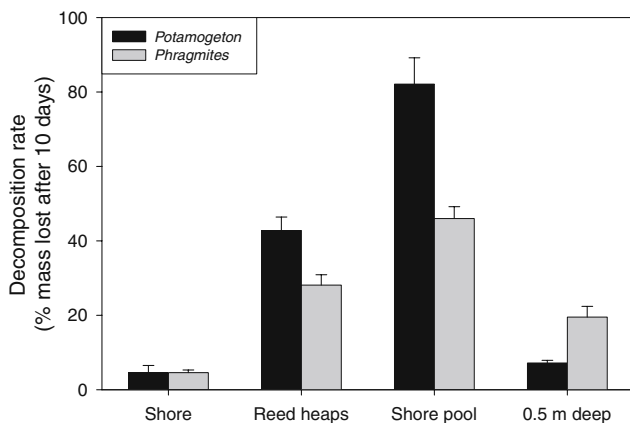 Decomposition rate
(% mass lost after 10 days)
100
80
60
40
20
0
Potamogeton
Phragmites
Shore Reed heaps Shore pool 0.5 m deep